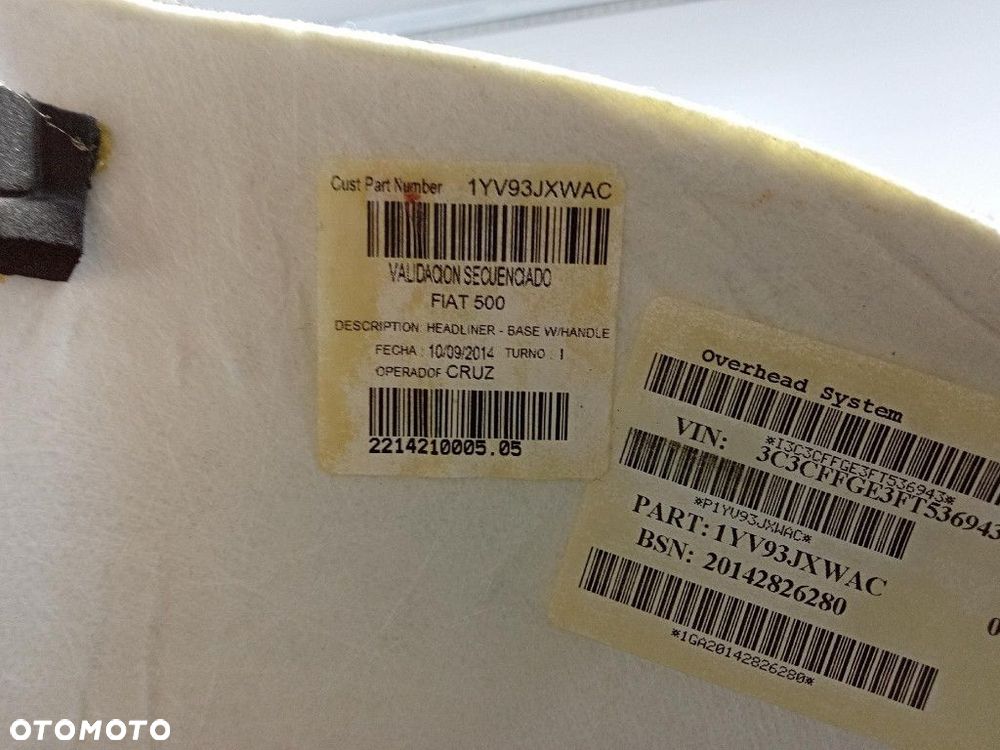 Cust Part Number 1YV93JXWAC
VALIDACION SECUENCIADO
FIAT 500
DESCRIPTION: HEADLINER - BASE W/HANDLE
FECHA : 10/09/2014 TURNO : I
OPERADOR CRUZ
2214210005.05
Overhead System
*I3C3CFFGE3FT536943*
VIN: 3C3CFFGE3FT536943
*P1YV93JXWAC*
PART: 1YV93JXWAC
BSN: 20142826280
0
*1GA20142826280*
OTOMOTO